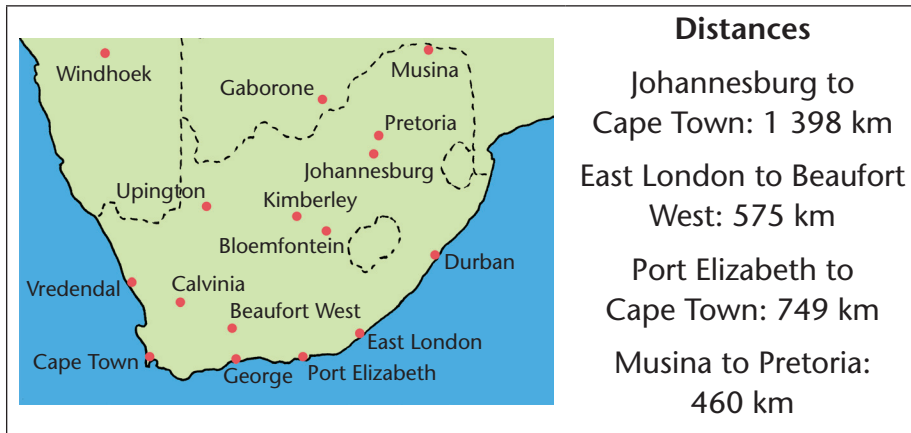 Windhoek
Musina
Gaborone
Pretoria
Johannesburg
Upington
Kimberley
Bloemfontein
Durban
Vredendal
Calvinia
Beaufort West
East London
Cape Town
George
Port Elizabeth
Distances
Johannesburg to
Cape Town: 1 398 km
East London to Beaufort
West: 575 km
Port Elizabeth to
Cape Town: 749 km
Musina to Pretoria:
460 km